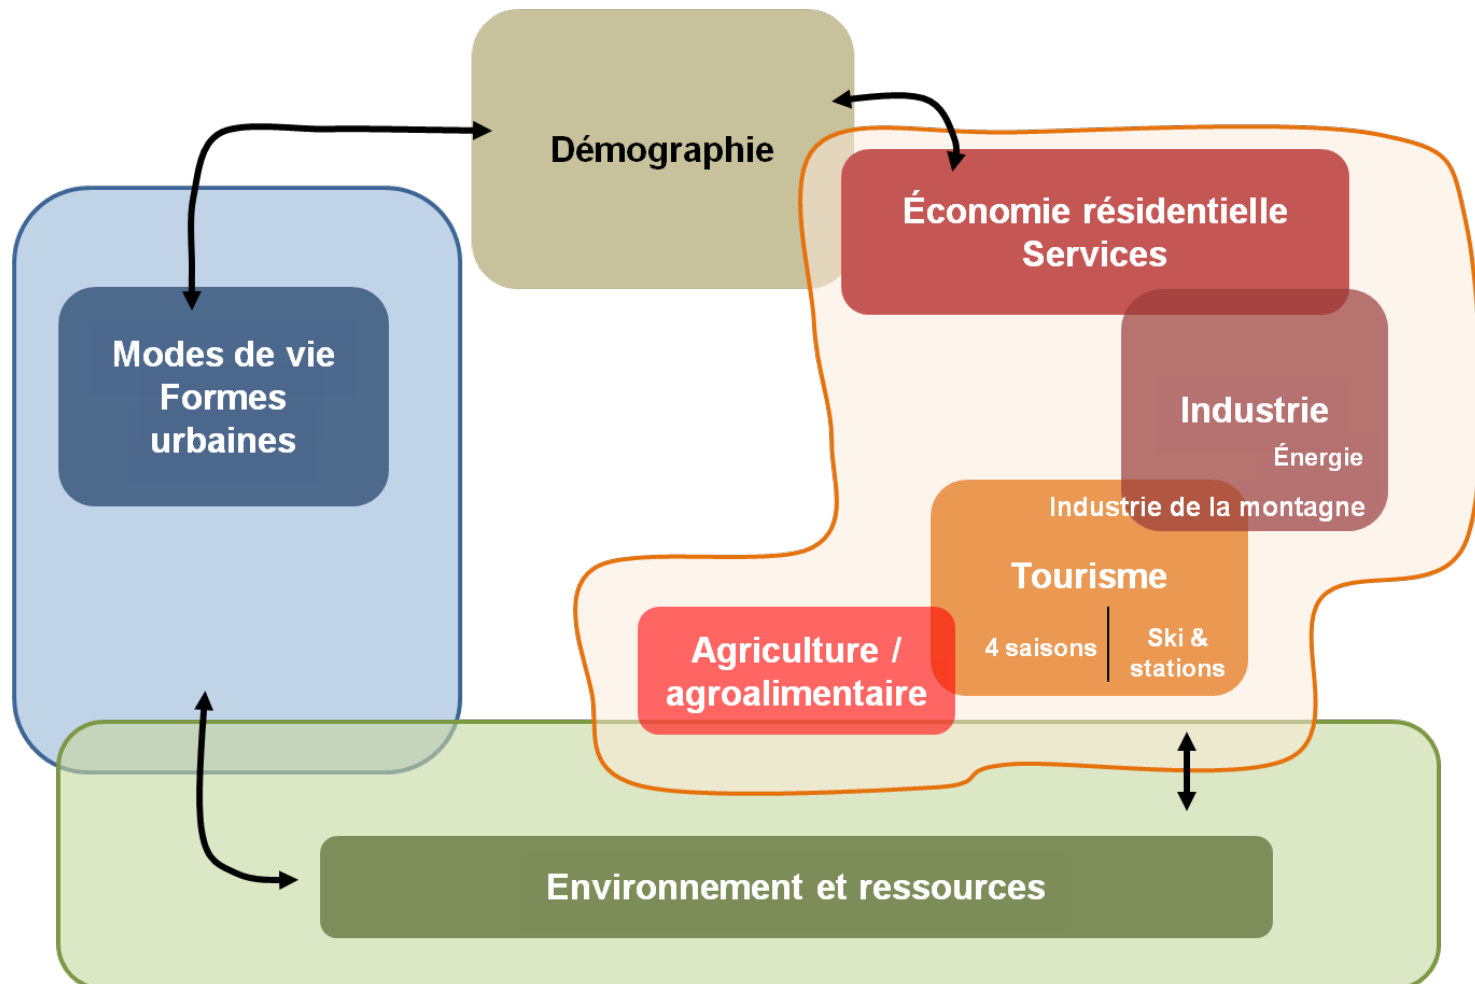 Démographie
Économie résidentielle
Services
Modes de vie
Formes
urbaines
Industrie
Énergie
Industrie de la montagne
Tourisme
4 saisons
Ski &
stations
Agriculture /
agroalimentaire
Environnement et ressources